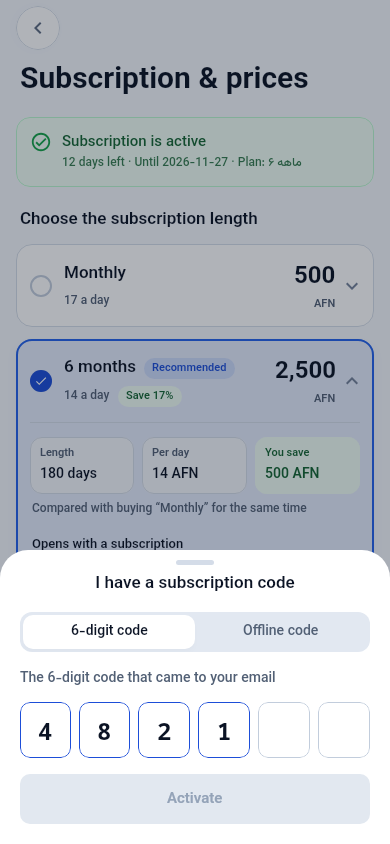 Subscription & prices
Subscription is active
12 days left · Until 2026-11-27 · Plan: ۶ ماهه
Choose the subscription length
Monthly
17 a day
500
AFN
6 months
Recommended
14 a day
Save 17%
2,500
AFN
Length
180 days
Per day
14 AFN
You save
500 AFN
Compared with buying “Monthly” for the same time
Opens with a subscription
I have a subscription code
6-digit code
Offline code
The 6-digit code that came to your email
4 8 2 1
Activate